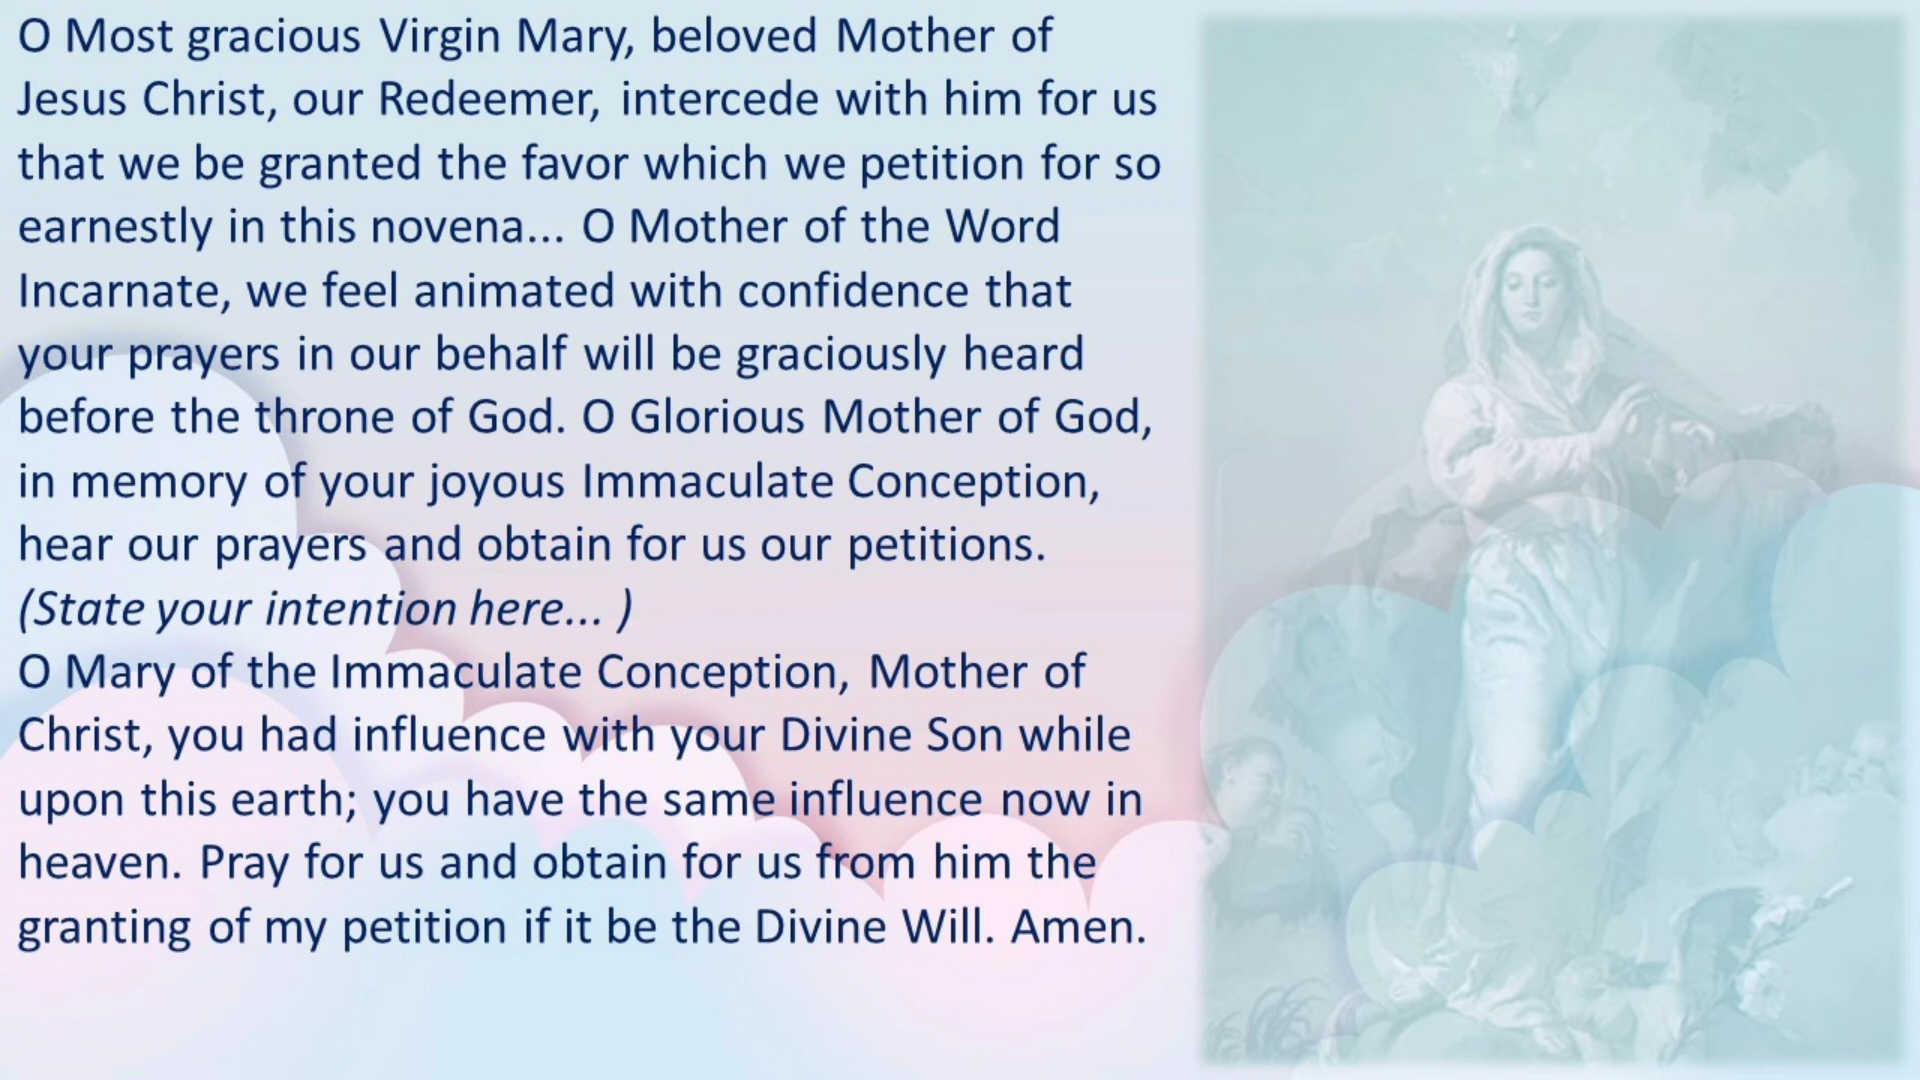 O Most gracious Virgin Mary, beloved Mother of
Jesus Christ, our Redeemer, intercede with him for us
that we be granted the favor which we petition for so
earnestly in this novena... O Mother of the Word
Incarnate, we feel animated with confidence that
your prayers in our behalf will be graciously heard
before the throne of God. O Glorious Mother of God,
in memory of your joyous Immaculate Conception,
hear our prayers and obtain for us our petitions.
(State your intention here... )
O Mary of the Immaculate Conception, Mother of
Christ, you had influence with your Divine Son while
upon this earth; you have the same influence now in
heaven. Pray for us and obtain for us from him the
granting of my petition if it be the Divine Will. Amen.